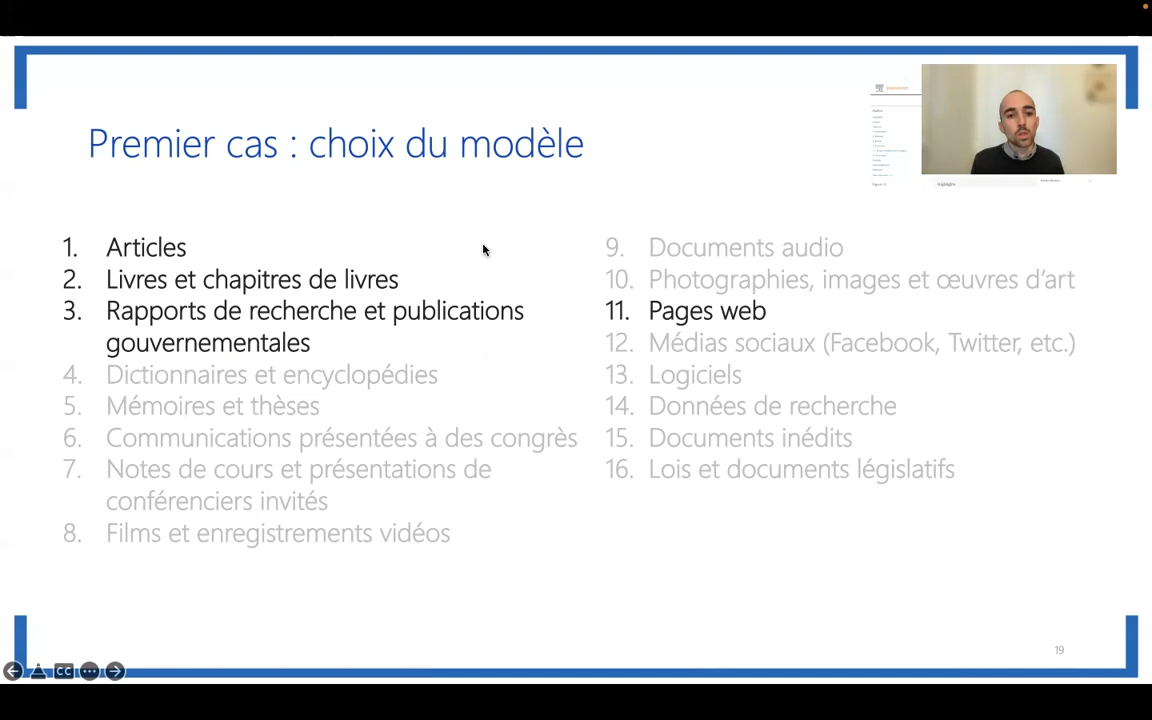 Premier cas : choix du modèle
1. Articles
2. Livres et chapitres de livres
3. Rapports de recherche et publications
gouvernementales
4. Dictionnaires et encyclopédies
5. Mémoires et thèses
6. Communications présentées à des congrès
7. Notes de cours et présentations de
conférenciers invités
8. Films et enregistrements vidéos
9. Documents audio
10. Photographies, images et œuvres d’art
11. Pages web
12. Médias sociaux (Facebook, Twitter, etc.)
13. Logiciels
14. Données de recherche
15. Documents inédits
16. Lois et documents législatifs
19
CC